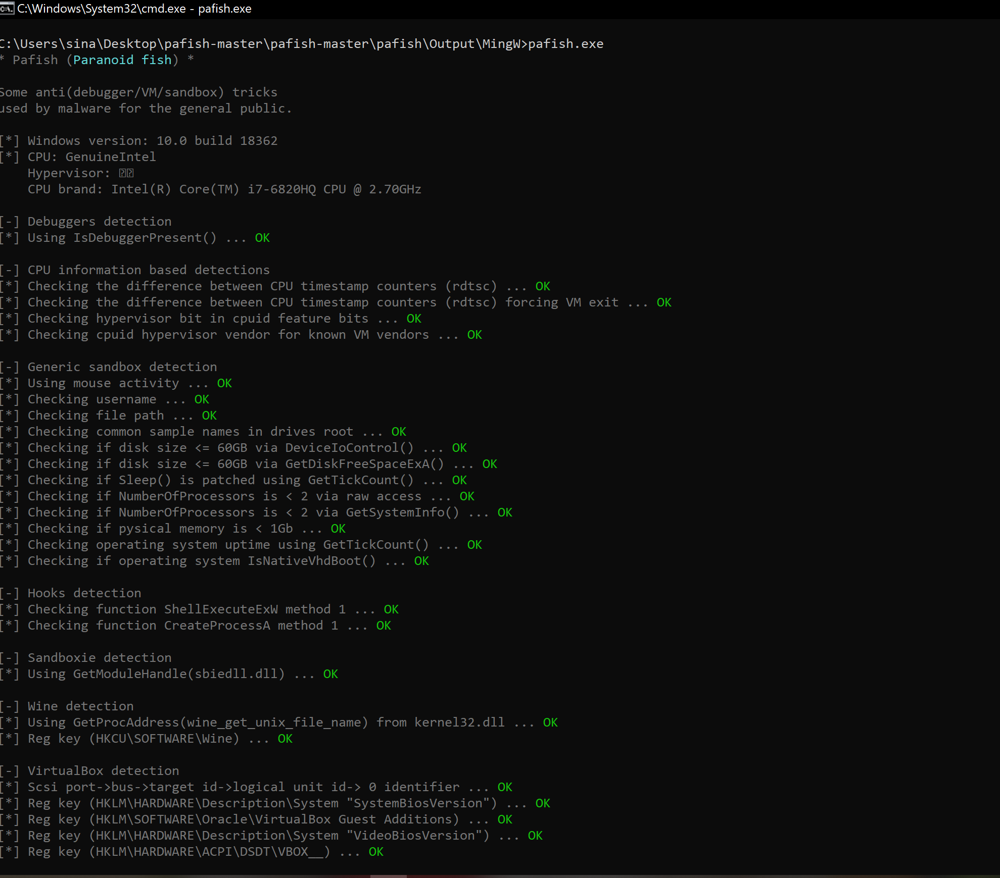 C:\Windows\System32\cmd.exe - pafish.exe
C:\Users\sina\Desktop\pafish-master\pafish-master\pafish\Output\MingW>pafish.exe
* Pafish (Paranoid fish) *
Some anti(debugger/VM/sandbox) tricks
used by malware for the general public.
[*] Windows version: 10.0 build 18362
[*] CPU: GenuineIntel
Hypervisor: ⍰⍰
CPU brand: Intel(R) Core(TM) i7-6820HQ CPU @ 2.70GHz
[-] Debuggers detection
[*] Using IsDebuggerPresent() ... OK
[-] CPU information based detections
[*] Checking the difference between CPU timestamp counters (rdtsc) ... OK
[*] Checking the difference between CPU timestamp counters (rdtsc) forcing VM exit ... OK
[*] Checking hypervisor bit in cpuid feature bits ... OK
[*] Checking cpuid hypervisor vendor for known VM vendors ... OK
[-] Generic sandbox detection
[*] Using mouse activity ... OK
[*] Checking username ... OK
[*] Checking file path ... OK
[*] Checking common sample names in drives root ... OK
[*] Checking if disk size <= 60GB via DeviceIoControl() ... OK
[*] Checking if disk size <= 60GB via GetDiskFreeSpaceExA() ... OK
[*] Checking if Sleep() is patched using GetTickCount() ... OK
[*] Checking if NumberOfProcessors is < 2 via raw access ... OK
[*] Checking if NumberOfProcessors is < 2 via GetSystemInfo() ... OK
[*] Checking if pysical memory is < 1Gb ... OK
[*] Checking operating system uptime using GetTickCount() ... OK
[*] Checking if operating system IsNativeVhdBoot() ... OK
[-] Hooks detection
[*] Checking function ShellExecuteExW method 1 ... OK
[*] Checking function CreateProcessA method 1 ... OK
[-] Sandboxie detection
[*] Using GetModuleHandle(sbiedll.dll) ... OK
[-] Wine detection
[*] Using GetProcAddress(wine_get_unix_file_name) from kernel32.dll ... OK
[*] Reg key (HKCU\SOFTWARE\Wine) ... OK
[-] VirtualBox detection
[*] Scsi port->bus->target id->logical unit id-> 0 identifier ... OK
[*] Reg key (HKLM\HARDWARE\Description\System "SystemBiosVersion") ... OK
[*] Reg key (HKLM\SOFTWARE\Oracle\VirtualBox Guest Additions) ... OK
[*] Reg key (HKLM\HARDWARE\Description\System "VideoBiosVersion") ... OK
[*] Reg key (HKLM\HARDWARE\ACPI\DSDT\VBOX__) ... OK